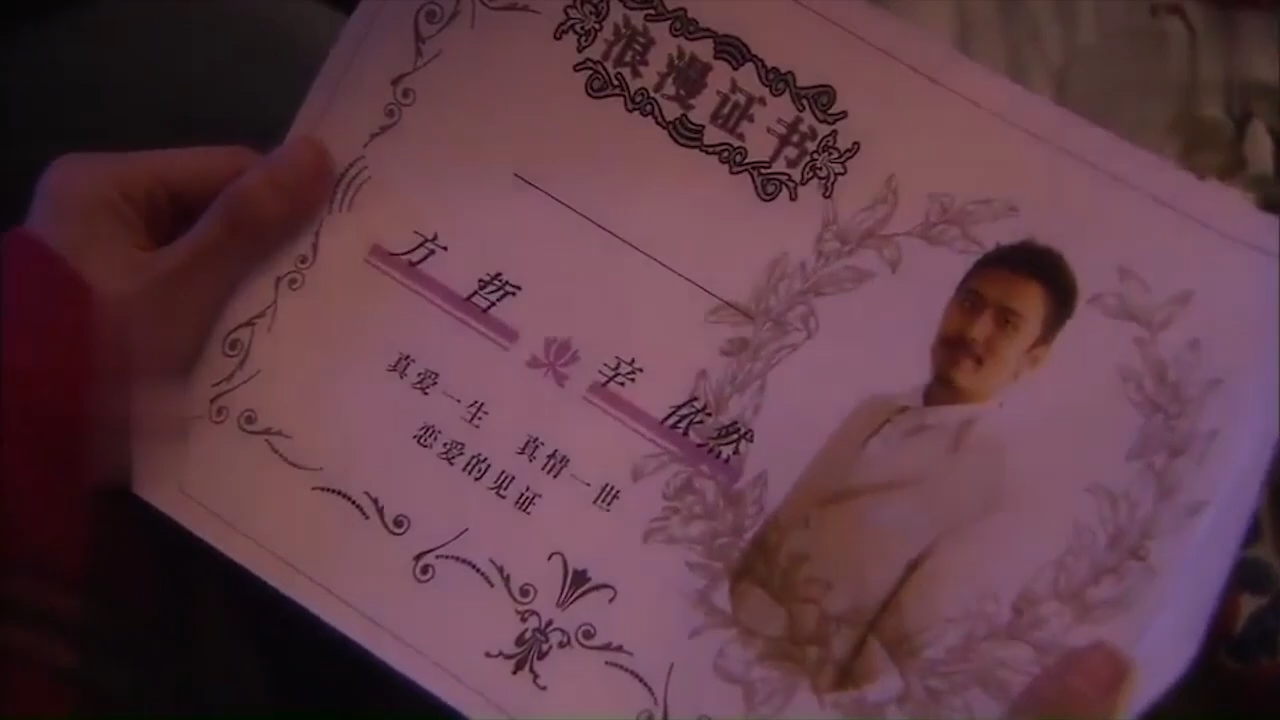 浪漫证书
方哲 辛依然
真爱一生 真情一世
恋爱的见证